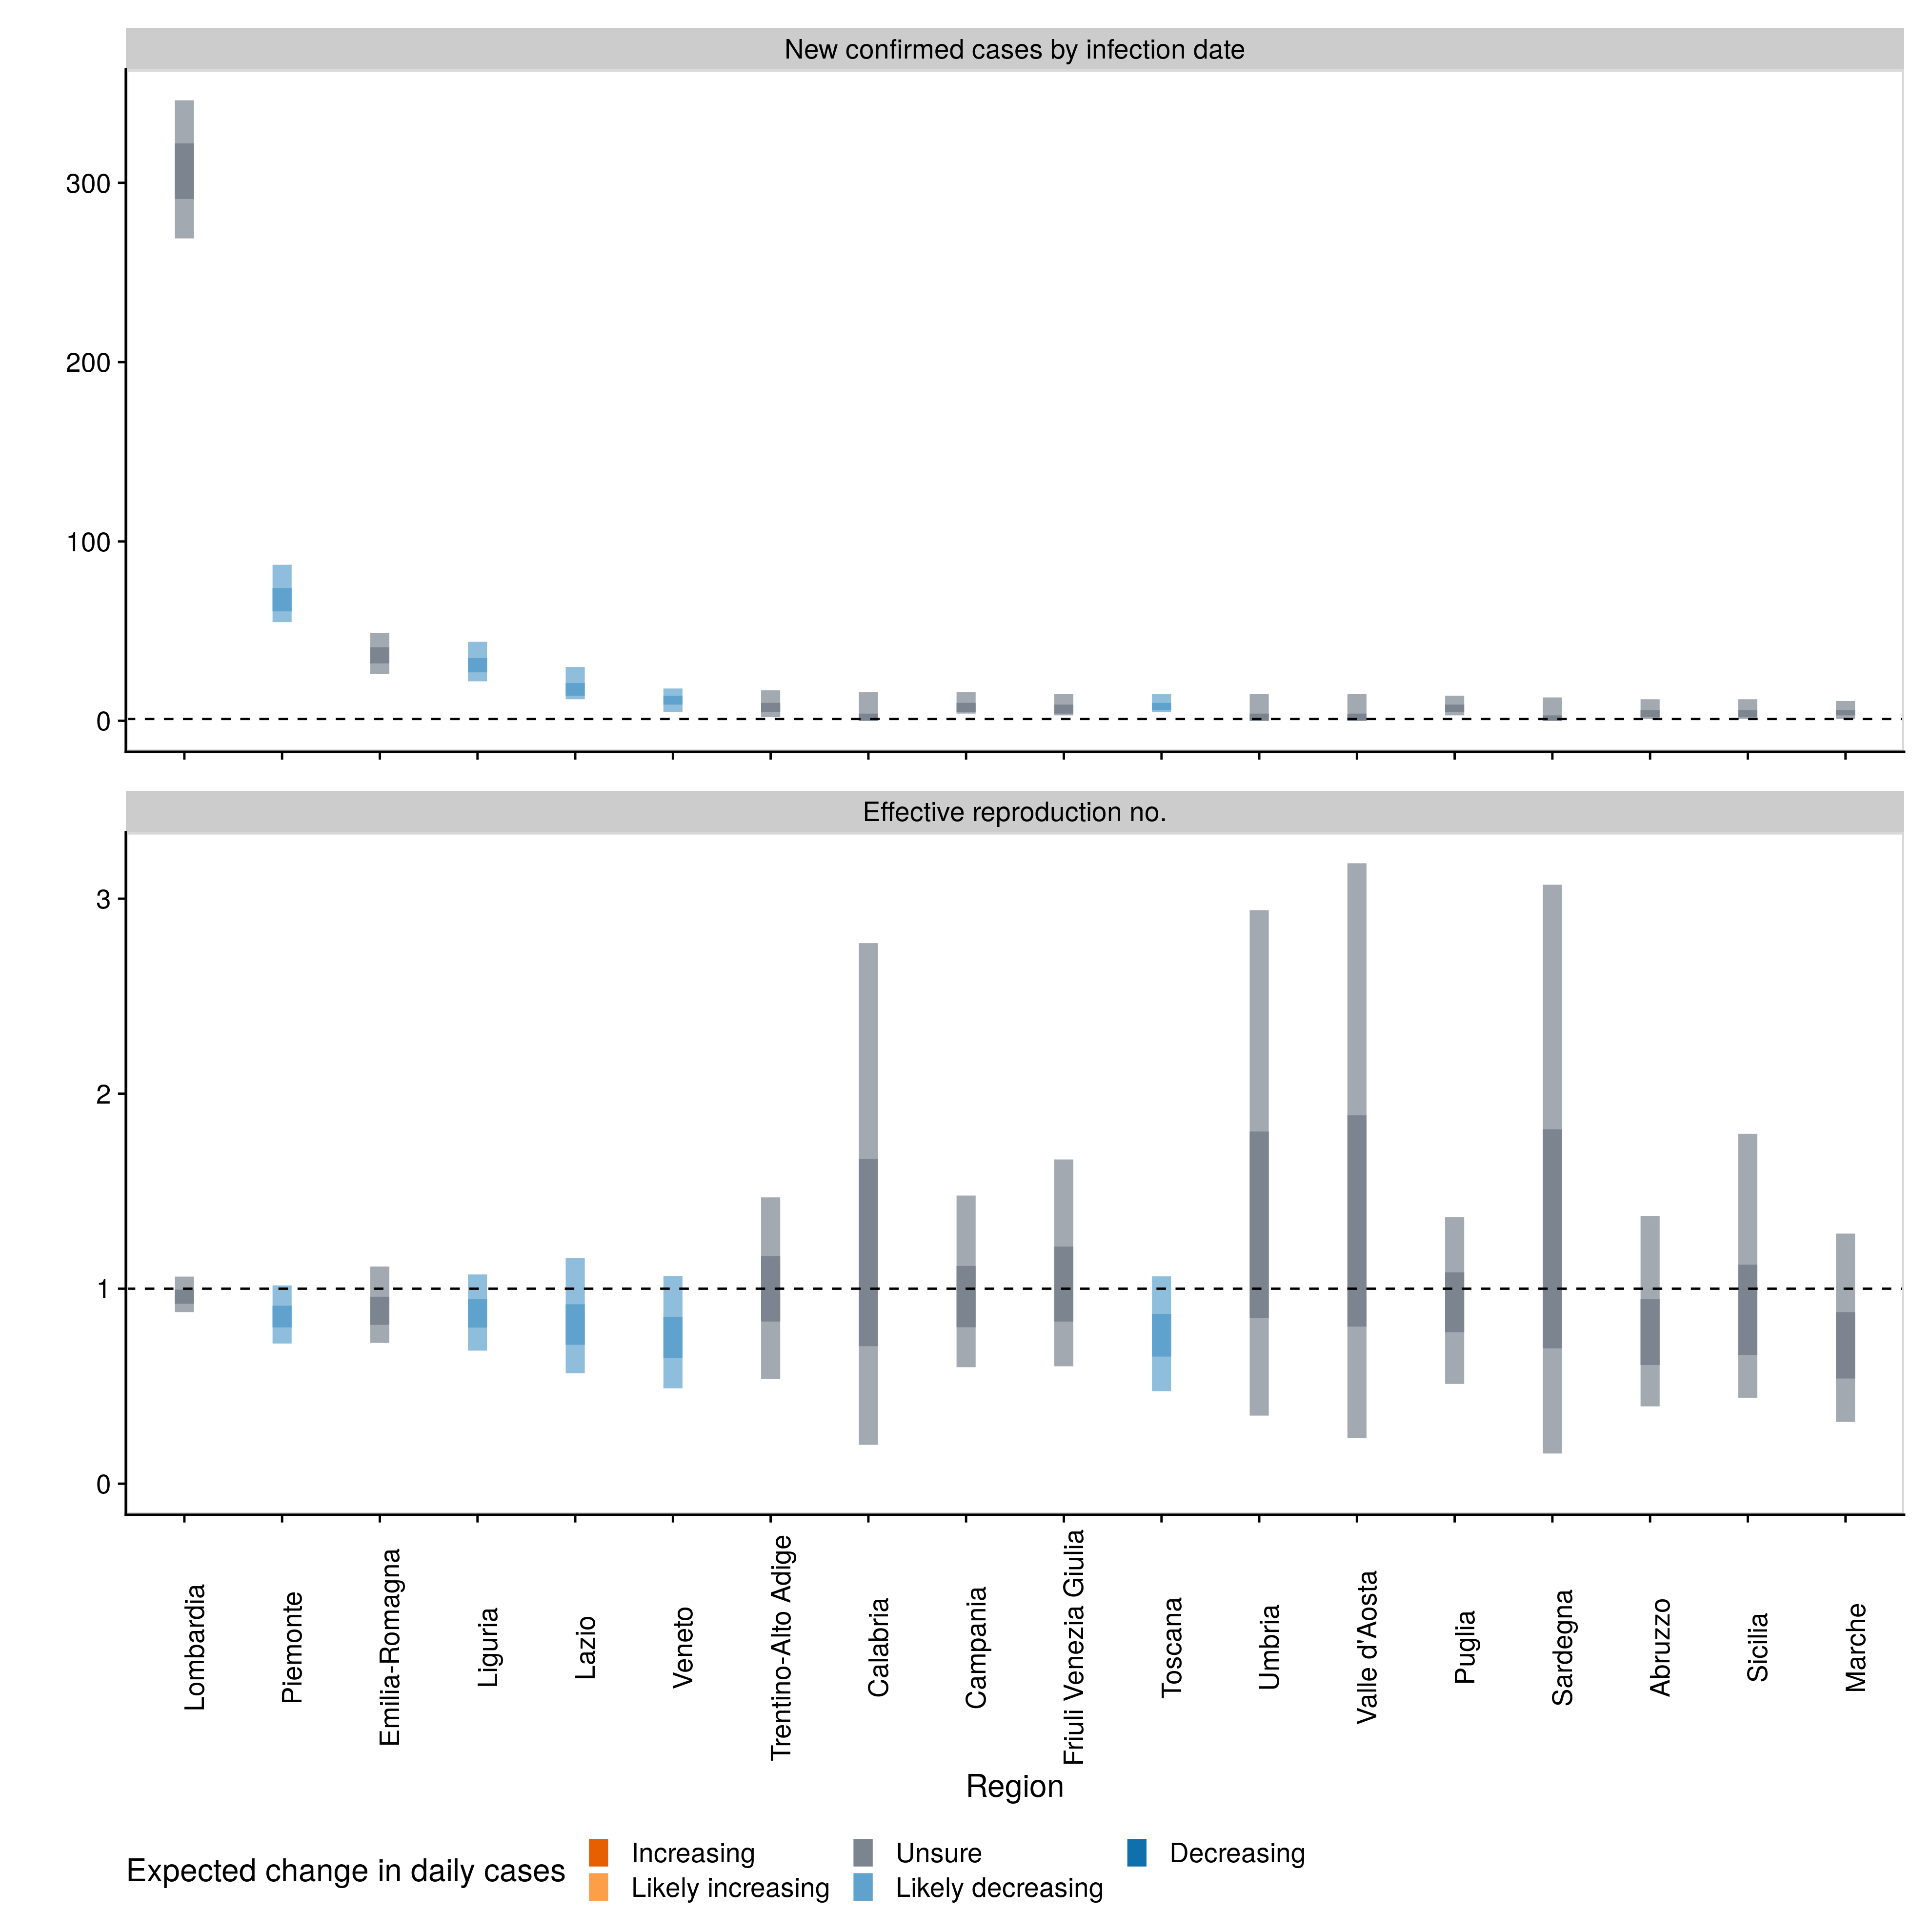 New confirmed cases by infection date
300
200
100
0
Effective reproduction no.
3
2
1
0
Lombardia
Piemonte
Emilia-Romagna
Liguria
Lazio
Veneto
Trentino-Alto Adige
Calabria
Campania
Friuli Venezia Giulia
Toscana
Umbria
Valle d'Aosta
Puglia
Sardegna
Abruzzo
Sicilia
Marche
Region
Expected change in daily cases
Increasing
Unsure
Decreasing
Likely increasing
Likely decreasing